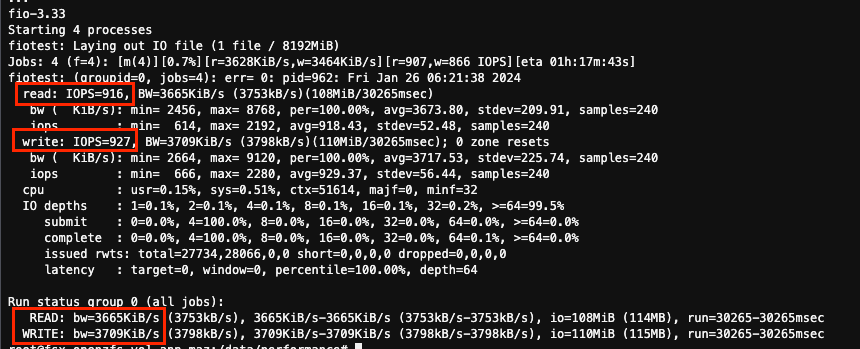 fio-3.33
Starting 4 processes
fiotest: Laying out IO file (1 file / 8192MiB)
Jobs: 4 (f=4): [m(4)][0.7%][r=3628KiB/s,w=3464KiB/s][r=907,w=866 IOPS][eta 01h:17m:43s]
fiotest: (groupid=0, jobs=4): err= 0: pid=962: Fri Jan 26 06:21:38 2024
read: IOPS=916, BW=3665KiB/s (3753kB/s)(108MiB/30265msec)
bw (  KiB/s): min= 2456, max= 8768, per=100.00%, avg=3673.80, stdev=209.91, samples=240
iops        : min=  614, max= 2192, avg=918.43, stdev=52.48, samples=240
write: IOPS=927, BW=3709KiB/s (3798kB/s)(110MiB/30265msec); 0 zone resets
bw (  KiB/s): min= 2664, max= 9120, per=100.00%, avg=3717.53, stdev=225.74, samples=240
iops        : min=  666, max= 2280, avg=929.37, stdev=56.44, samples=240
cpu          : usr=0.15%, sys=0.51%, ctx=51614, majf=0, minf=32
IO depths    : 1=0.1%, 2=0.1%, 4=0.1%, 8=0.1%, 16=0.1%, 32=0.2%, >=64=99.5%
submit    : 0=0.0%, 4=100.0%, 8=0.0%, 16=0.0%, 32=0.0%, 64=0.0%, >=64=0.0%
complete  : 0=0.0%, 4=100.0%, 8=0.0%, 16=0.0%, 32=0.0%, 64=0.1%, >=64=0.0%
issued rwts: total=27734,28066,0,0 short=0,0,0,0 dropped=0,0,0,0
latency   : target=0, window=0, percentile=100.00%, depth=64
Run status group 0 (all jobs):
READ: bw=3665KiB/s (3753kB/s), 3665KiB/s-3665KiB/s (3753kB/s-3753kB/s), io=108MiB (114MB), run=30265-30265msec
WRITE: bw=3709KiB/s (3798kB/s), 3709KiB/s-3709KiB/s (3798kB/s-3798kB/s), io=110MiB (115MB), run=30265-30265msec